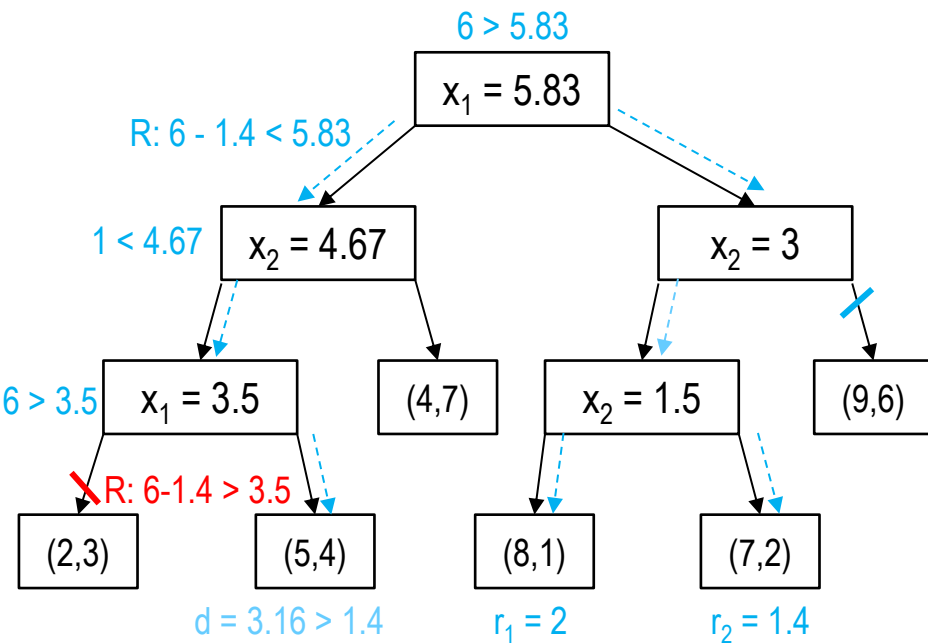 6 > 5.83
x₁ = 5.83
R: 6 - 1.4 < 5.83
1 < 4.67
x₂ = 4.67
x₂ = 3
6 > 3.5
x₁ = 3.5
(4,7)
x₂ = 1.5
(9,6)
R: 6-1.4 > 3.5
(2,3)
(5,4)
(8,1)
(7,2)
d = 3.16 > 1.4
r₁ = 2
r₂ = 1.4